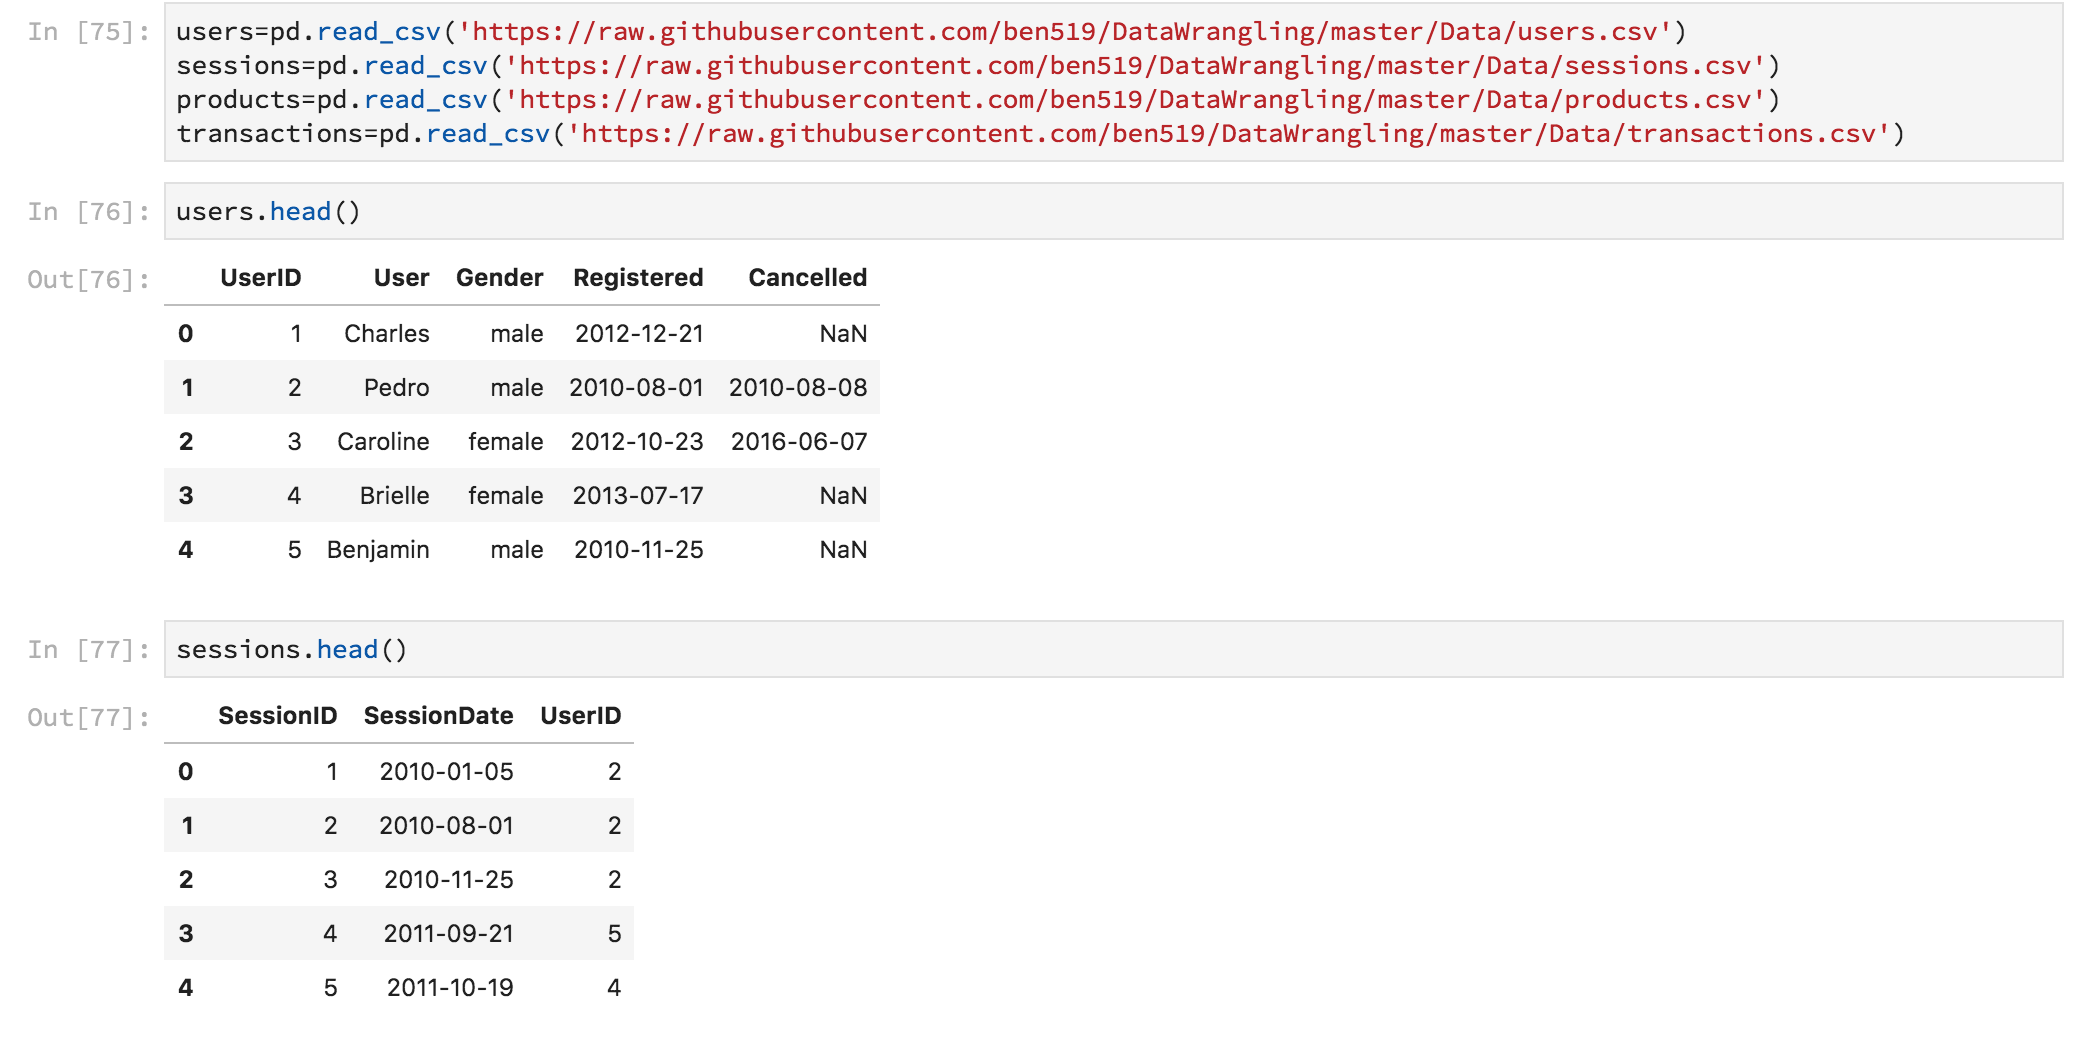 In [75]:
users=pd.read_csv('https://raw.githubusercontent.com/ben519/DataWrangling/master/Data/users.csv')
sessions=pd.read_csv('https://raw.githubusercontent.com/ben519/DataWrangling/master/Data/sessions.csv')
products=pd.read_csv('https://raw.githubusercontent.com/ben519/DataWrangling/master/Data/products.csv')
transactions=pd.read_csv('https://raw.githubusercontent.com/ben519/DataWrangling/master/Data/transactions.csv')
In [76]: users.head()
Out[76]:
UserID User Gender Registered Cancelled
0 1 Charles male 2012-12-21 NaN
1 2 Pedro male 2010-08-01 2010-08-08
2 3 Caroline female 2012-10-23 2016-06-07
3 4 Brielle female 2013-07-17 NaN
4 5 Benjamin male 2010-11-25 NaN
In [77]: sessions.head()
Out[77]:
SessionID SessionDate UserID
0 1 2010-01-05 2
1 2 2010-08-01 2
2 3 2010-11-25 2
3 4 2011-09-21 5
4 5 2011-10-19 4